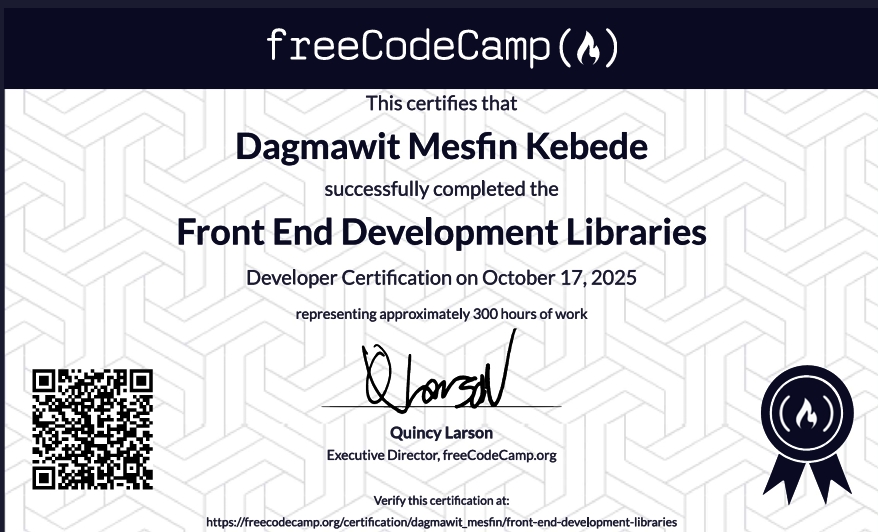 freeCodeCamp(🔥)
This certifies that
Dagmawit Mesfin Kebede
successfully completed the
Front End Development Libraries
Developer Certification on October 17, 2025
representing approximately 300 hours of work
QLarson
Quincy Larson
Executive Director, freeCodeCamp.org
Verify this certification at:
https://freecodecamp.org/certification/dagmawit_mesfin/front-end-development-libraries